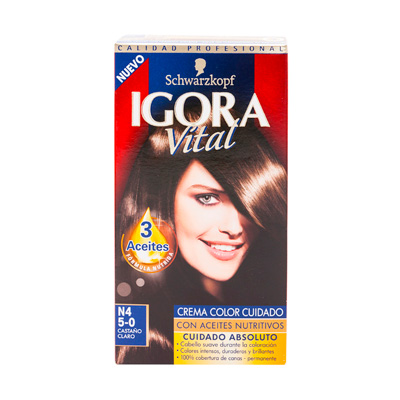 CALIDAD PROFESIONAL
NUEVO
Schwarzkopf
IGORA
Vital
3
Aceites
FÓRMULA NUTRITIVA
N4
5-0
CASTAÑO
CLARO
CREMA COLOR CUIDADO
CON ACEITES NUTRITIVOS
CUIDADO ABSOLUTO
• Cabello suave durante la coloración
• Colores intensos, duraderos y brillantes
• 100% cobertura de canas - permanente